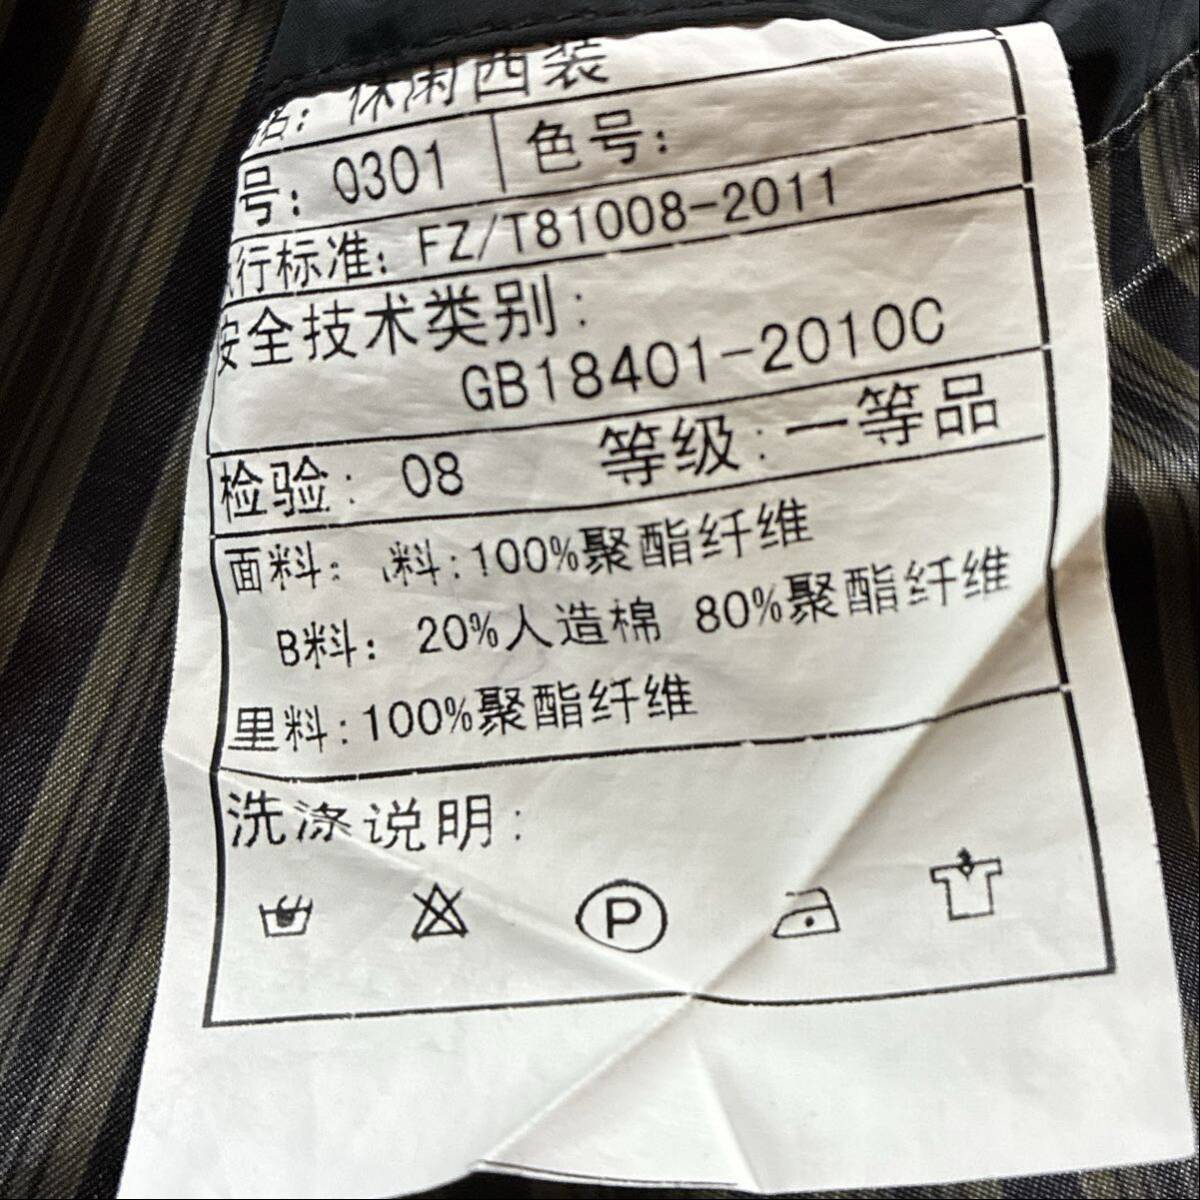 名: 休闲西装
号: 0301 色号:
行标准: FZ/T81008-2011
安全技术类别:
GB18401-2010C
检验: 08 等级: 一等品
面料: 料:100%聚酯纤维
B料: 20%人造棉 80%聚酯纤维
里料:100%聚酯纤维
洗涤说明:
P